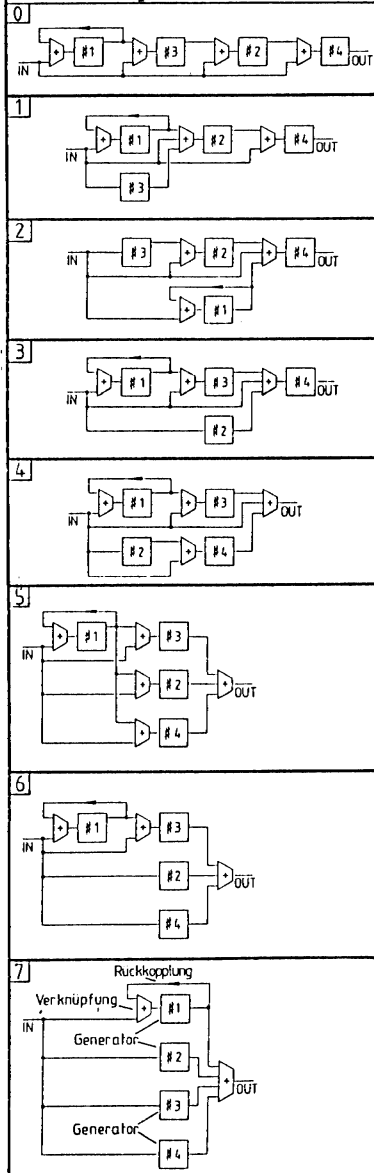 0
#1 #3 #2 #4
IN OUT
1
#1 #2 #4
IN OUT
#3
2
#3 #2 #4
IN OUT
#1
3
#1 #3 #4
IN OUT
#2
4
#1 #3
IN OUT
#2 #4
5
#1 #3
IN
#2
OUT
#4
6
#1 #3
IN
#2
OUT
#4
7
Rückkopplung
Verknüpfung
#1
IN
Generator
#2
#3
OUT
Generator
#4